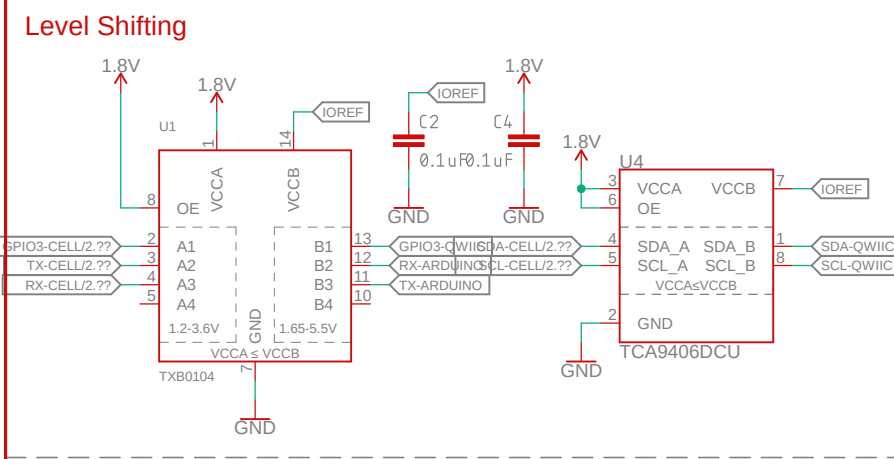 Level Shifting
1.8V
1.8V
1.8V
IOREF
IOREF
U1
1
14
C2
C4
0.1uF
0.1uF
1.8V
U4
VCCA
VCCB
8
OE
GND
GND
3
VCCA
VCCB
7
IOREF
6
OE
GPIO3-CELL/2.??
2
A1
B1
13
GPIO3-QWIIC
SDA-CELL/2.??
4
SDA_A
SDA_B
1
SDA-QWIIC
TX-CELL/2.??
3
A2
B2
12
RX-ARDUINO
SCL-CELL/2.??
5
SCL_A
SCL_B
8
SCL-QWIIC
RX-CELL/2.??
4
A3
B3
11
TX-ARDUINO
VCCA≤VCCB
5
A4
B4
10
1.2-3.6V
GND
1.65-5.5V
2
GND
VCCA ≤ VCCB
TCA9406DCU
7
TXB0104
GND
GND